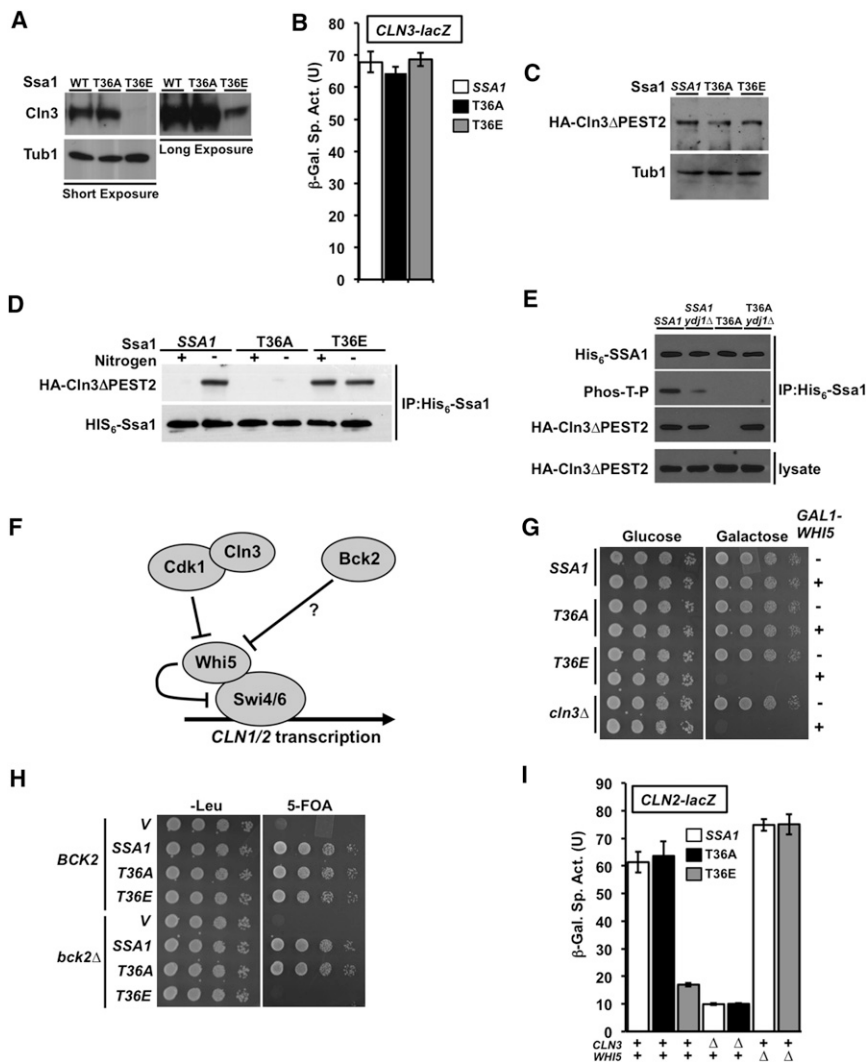 A
Ssa1 WT T36A T36E WT T36A T36E
Cln3
Tub1
Long Exposure
Short Exposure
B
CLN3-lacZ
β-Gal. Sp. Act. (U)
80
70
60
50
40
30
20
10
0
SSA1
T36A
T36E
C
Ssa1 SSA1 T36A T36E
HA-Cln3ΔPEST2
Tub1
D
Ssa1 SSA1 T36A T36E
Nitrogen + - + - + -
HA-Cln3ΔPEST2
HIS6-Ssa1
IP:His6-Ssa1
E
SSA1 SSA1 ydj1Δ T36A T36A ydj1Δ
His6-SSA1
Phos-T-P
HA-Cln3ΔPEST2
IP:His6-Ssa1
HA-Cln3ΔPEST2
lysate
F
Cdk1
Cln3
Bck2
?
Whi5
Swi4/6
CLN1/2 transcription
G
Glucose Galactose GAL1-
WHI5
SSA1 -
+
T36A -
+
T36E -
+
cln3Δ -
+
H
-Leu 5-FOA
BCK2
V
SSA1
T36A
T36E
bck2Δ
V
SSA1
T36A
T36E
I
CLN2-lacZ
β-Gal. Sp. Act. (U)
90
80
70
60
50
40
30
20
10
0
SSA1
T36A
T36E
CLN3 + + + Δ Δ + +
WHI5 + + + + + Δ Δ